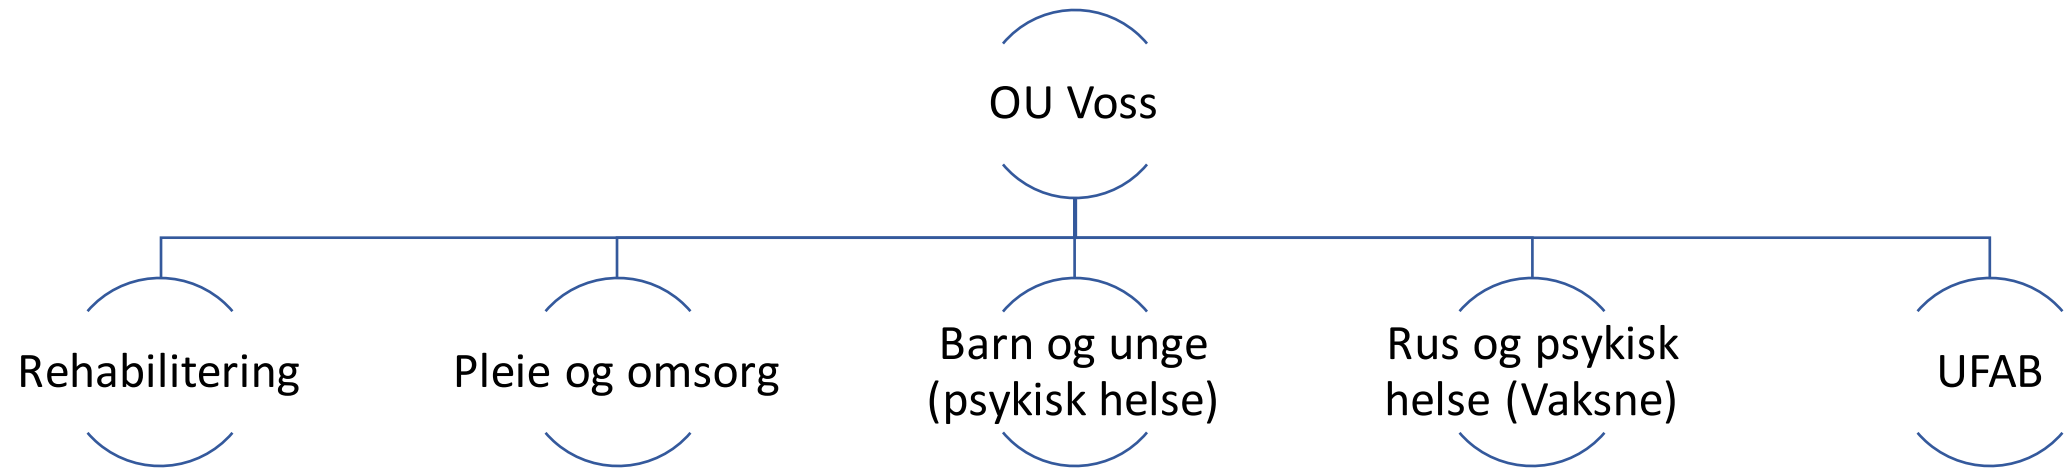 OU Voss
Rehabilitering
Pleie og omsorg
Barn og unge
(psykisk helse)
Rus og psykisk
helse (Vaksne)
UFAB